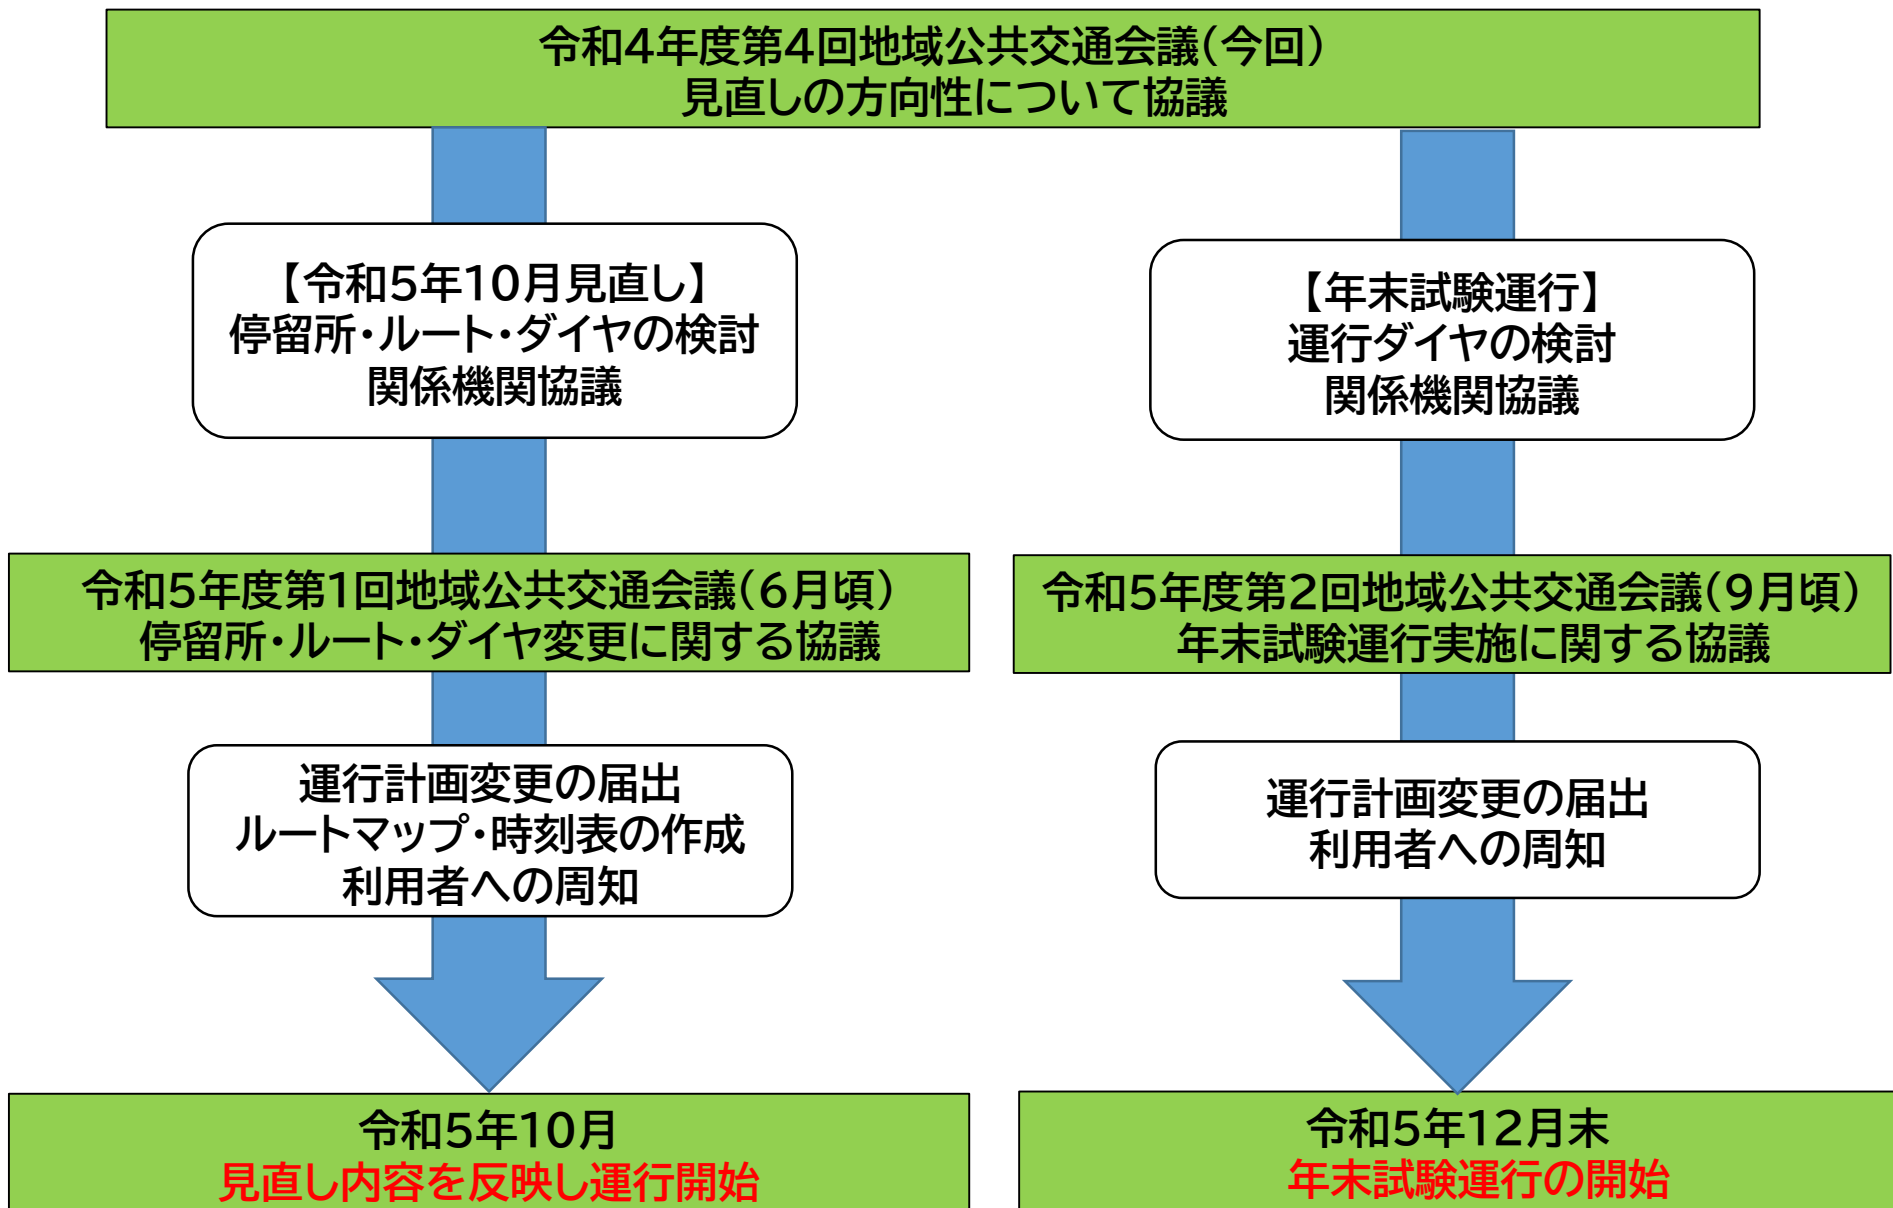 令和4年度第4回地域公共交通会議(今回)
見直しの方向性について協議
【令和5年10月見直し】
停留所・ルート・ダイヤの検討
関係機関協議
令和5年度第1回地域公共交通会議(6月頃)
停留所・ルート・ダイヤ変更に関する協議
運行計画変更の届出
ルートマップ・時刻表の作成
利用者への周知
令和5年10月
見直し内容を反映し運行開始
【年末試験運行】
運行ダイヤの検討
関係機関協議
令和5年度第2回地域公共交通会議(9月頃)
年末試験運行実施に関する協議
運行計画変更の届出
利用者への周知
令和5年12月末
年末試験運行の開始